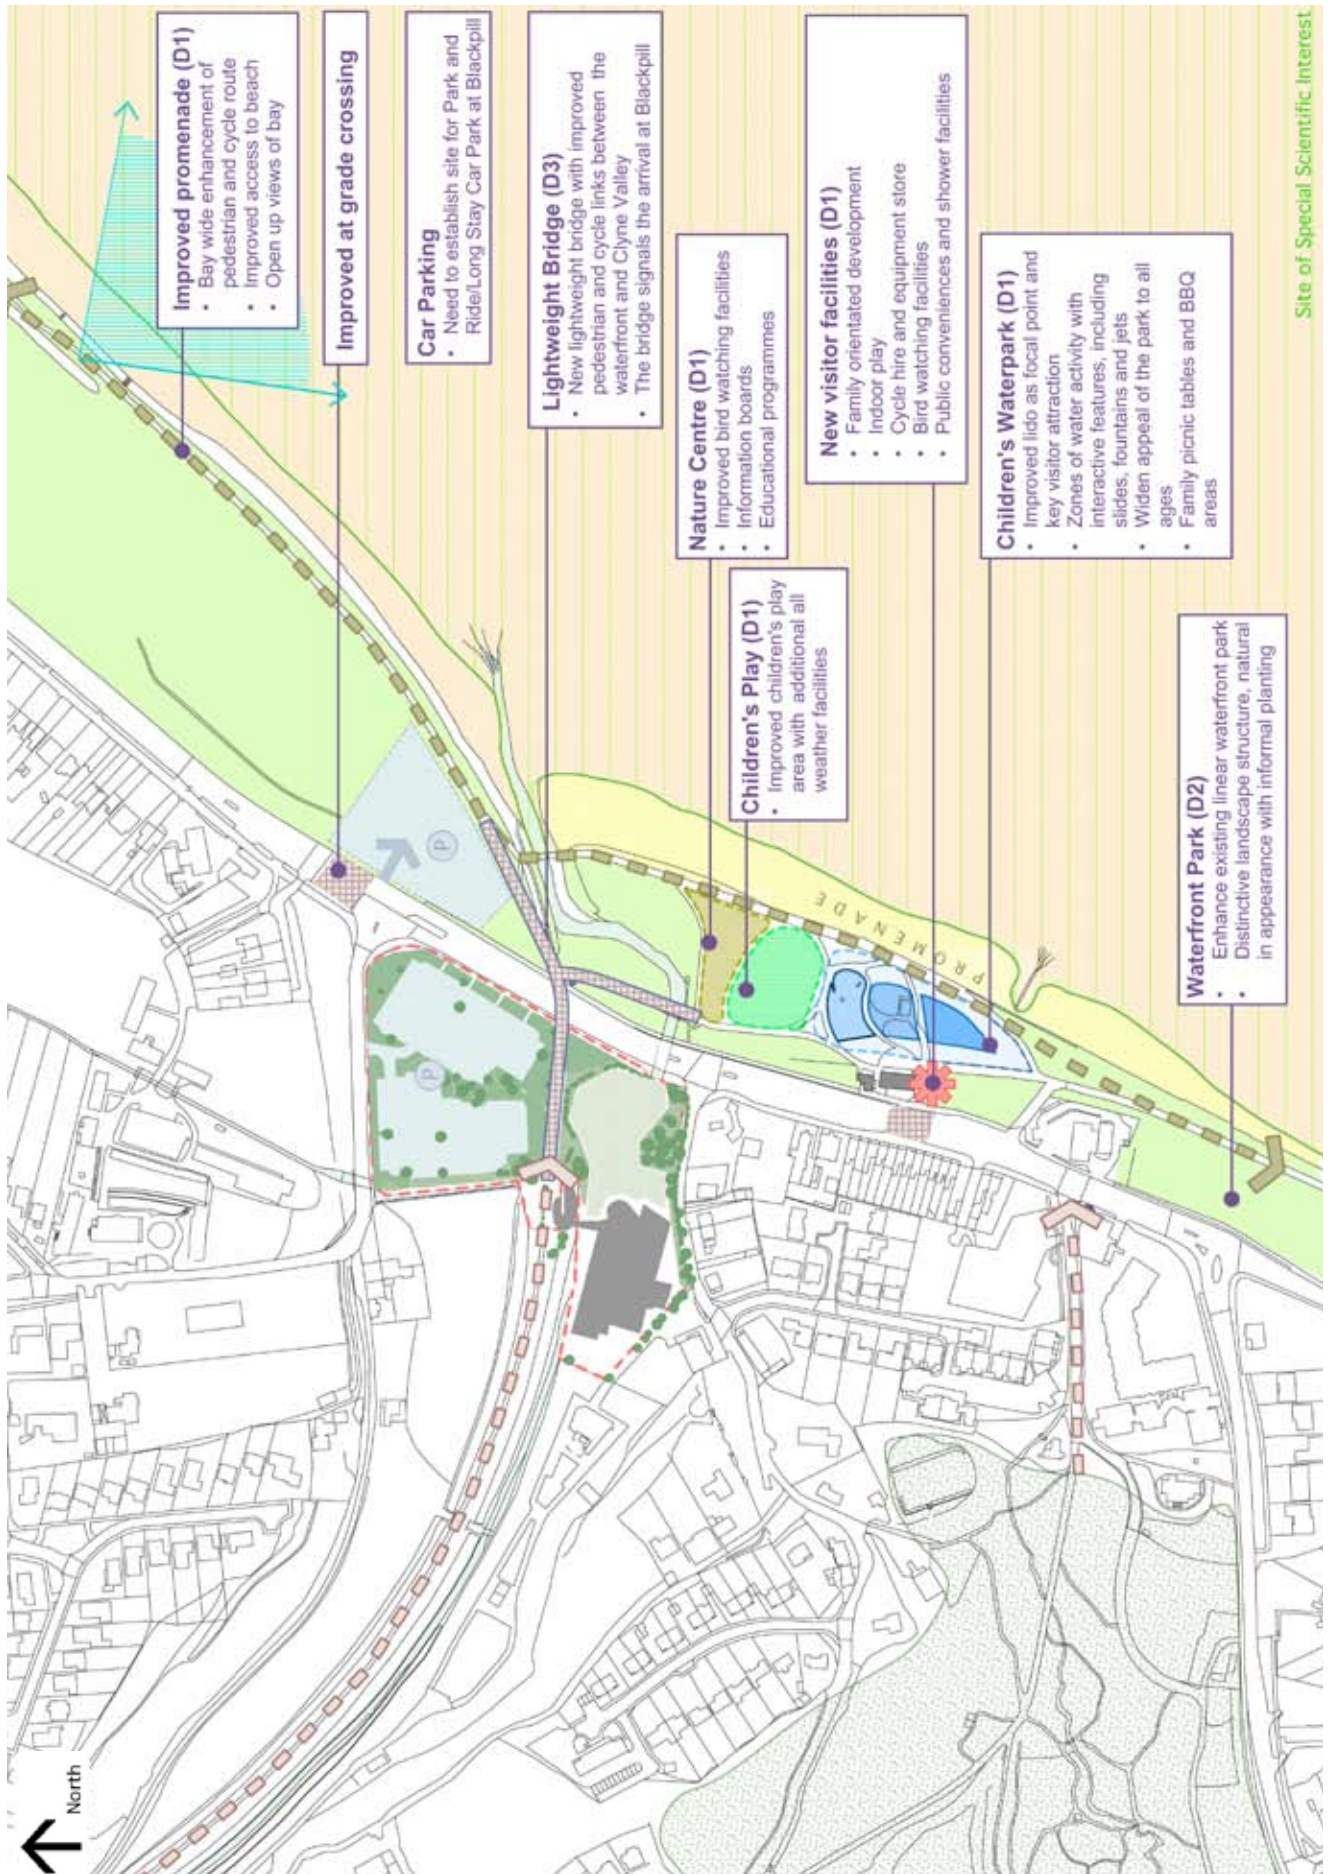 Improved promenade (D1)
• Bay wide enhancement of
pedestrian and cycle route
• Improved access to beach
• Open up views of bay
Improved at grade crossing
Car Parking
• Need to establish site for Park and
Ride/Long Stay Car Park at Blackpill
Lightweight Bridge (D3)
• New lightweight bridge with improved
pedestrian and cycle links between the
waterfront and Clyne Valley
• The bridge signals the arrival at Blackpill
Nature Centre (D1)
• Improved bird watching facilities
• Information boards
• Educational programmes
Children's Play (D1)
• Improved children's play
area with additional all
weather facilities
New visitor facilities (D1)
• Family orientated development
• Indoor play
• Cycle hire and equipment store
• Bird watching facilities
• Public conveniences and shower facilities
Children's Waterpark (D1)
• Improved lido as focal point and
key visitor attraction
• Zones of water activity with
interactive features, including
slides, fountains and jets
• Widen appeal of the park to all
ages
• Family picnic tables and BBQ
areas
Waterfront Park (D2)
• Enhance existing linear waterfront park
• Distinctive landscape structure, natural
in appearance with informal planting
Site of Special Scientific Interest
PROMENADE
P
P
North